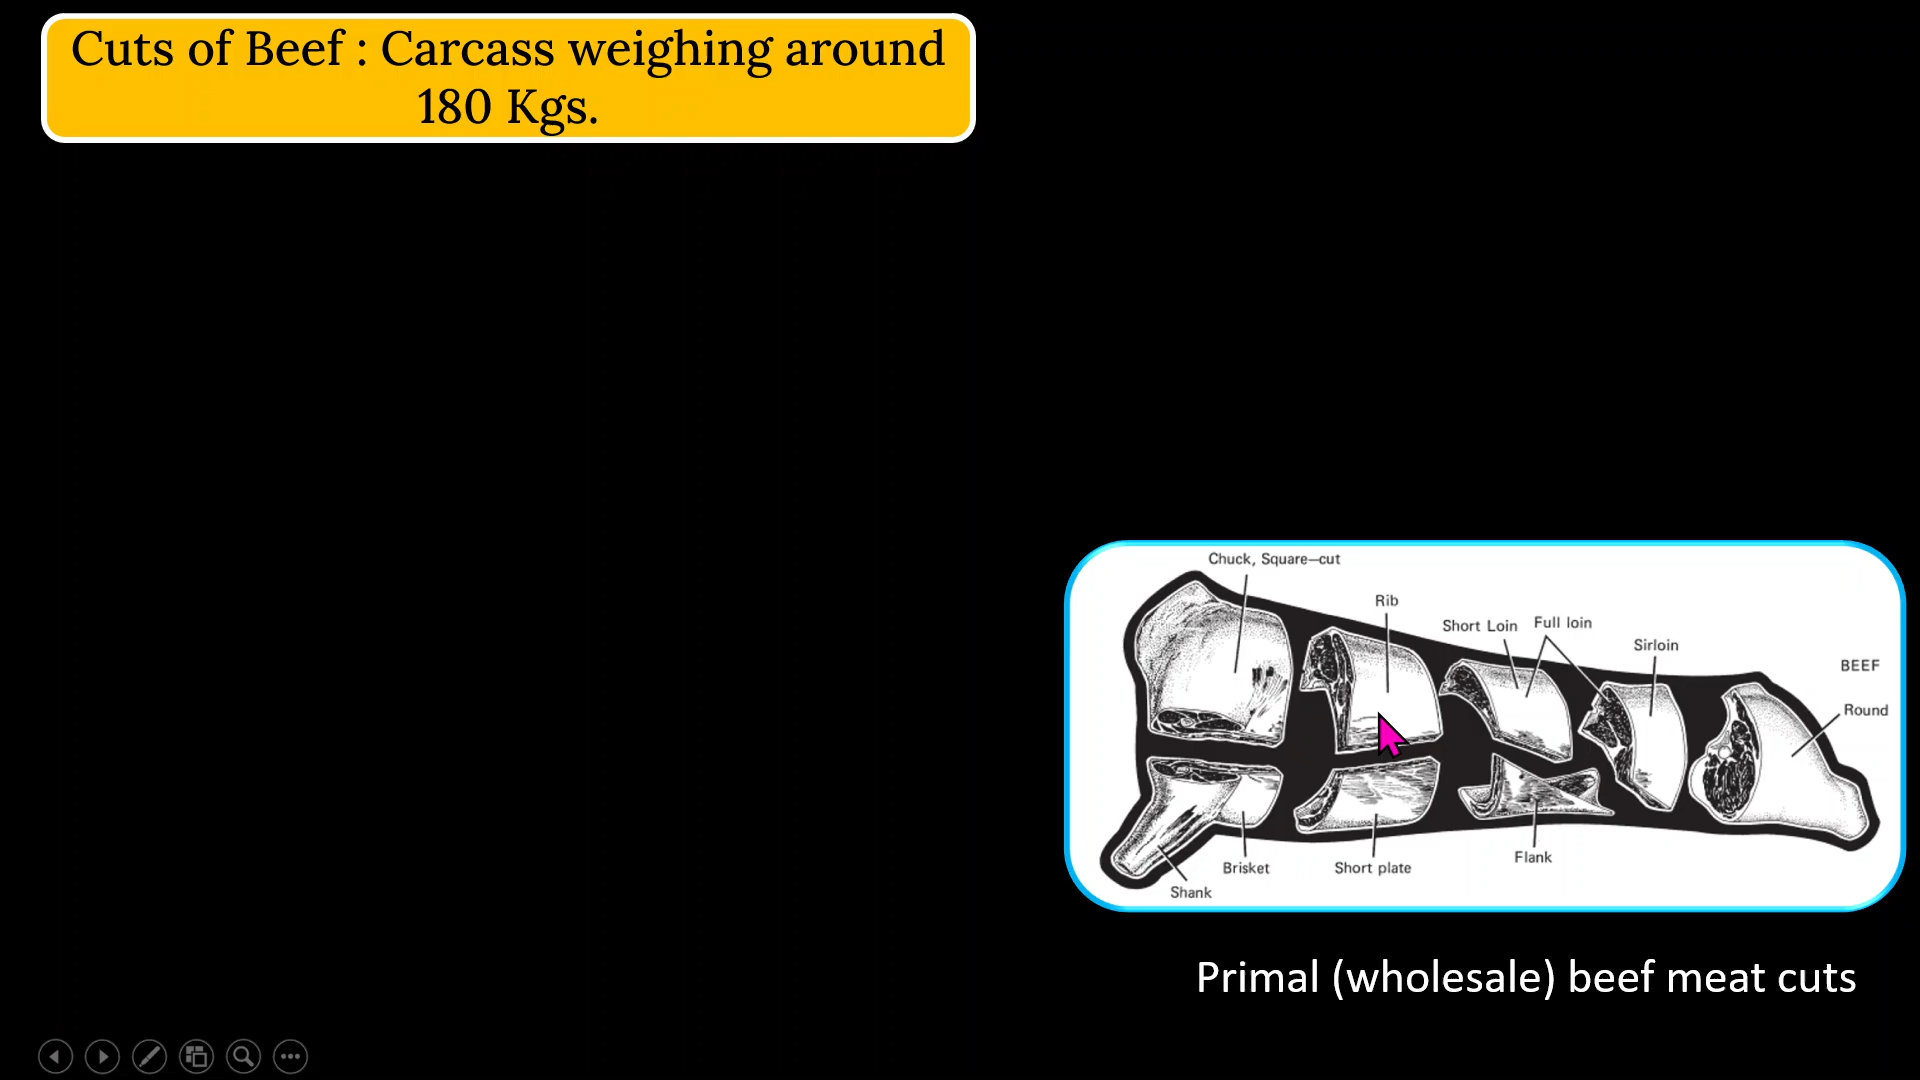 Cuts of Beef : Carcass weighing around
180 Kgs.
Chuck, Square—cut
Rib
Short Loin
Full loin
Sirloin
BEEF
Round
Flank
Brisket
Short plate
Shank
Primal (wholesale) beef meat cuts